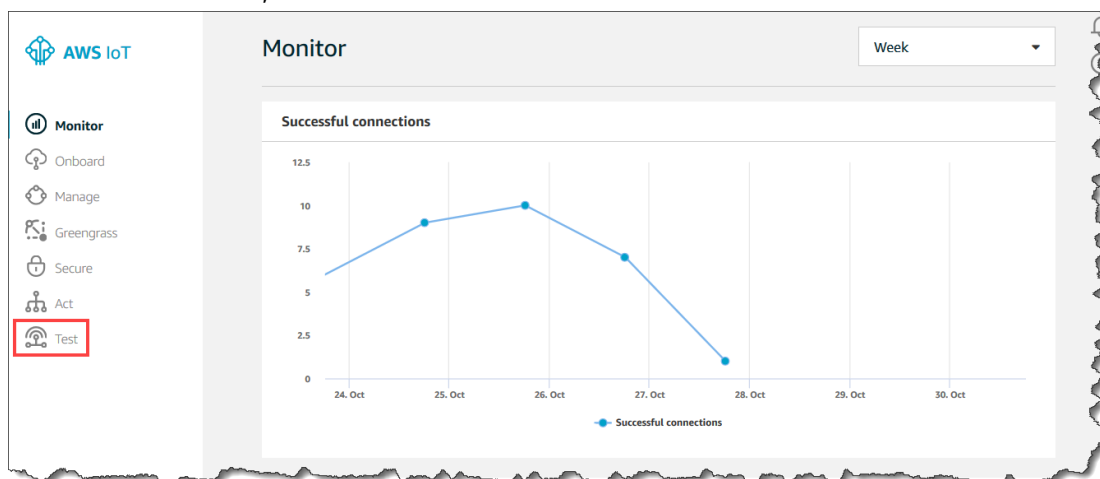 AWS IoT
Monitor
Week
Monitor
Onboard
Manage
Greengrass
Secure
Act
Test
Successful connections
12.5
10
7.5
5
2.5
0
24. Oct 25. Oct 26. Oct 27. Oct 28. Oct 29. Oct 30. Oct
Successful connections